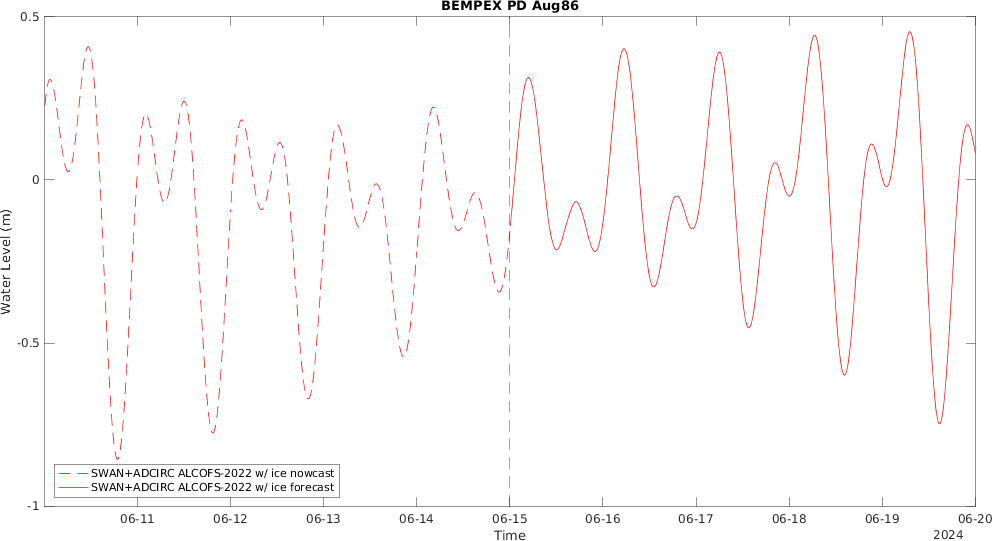 BEMPEX PD Aug86
0.5
0
-0.5
-1
Water Level (m)
SWAN+ADCIRC ALCOFS-2022 w/ ice nowcast
SWAN+ADCIRC ALCOFS-2022 w/ ice forecast
06-11 06-12 06-13 06-14 06-15 06-16 06-17 06-18 06-19 06-20
Time
2024